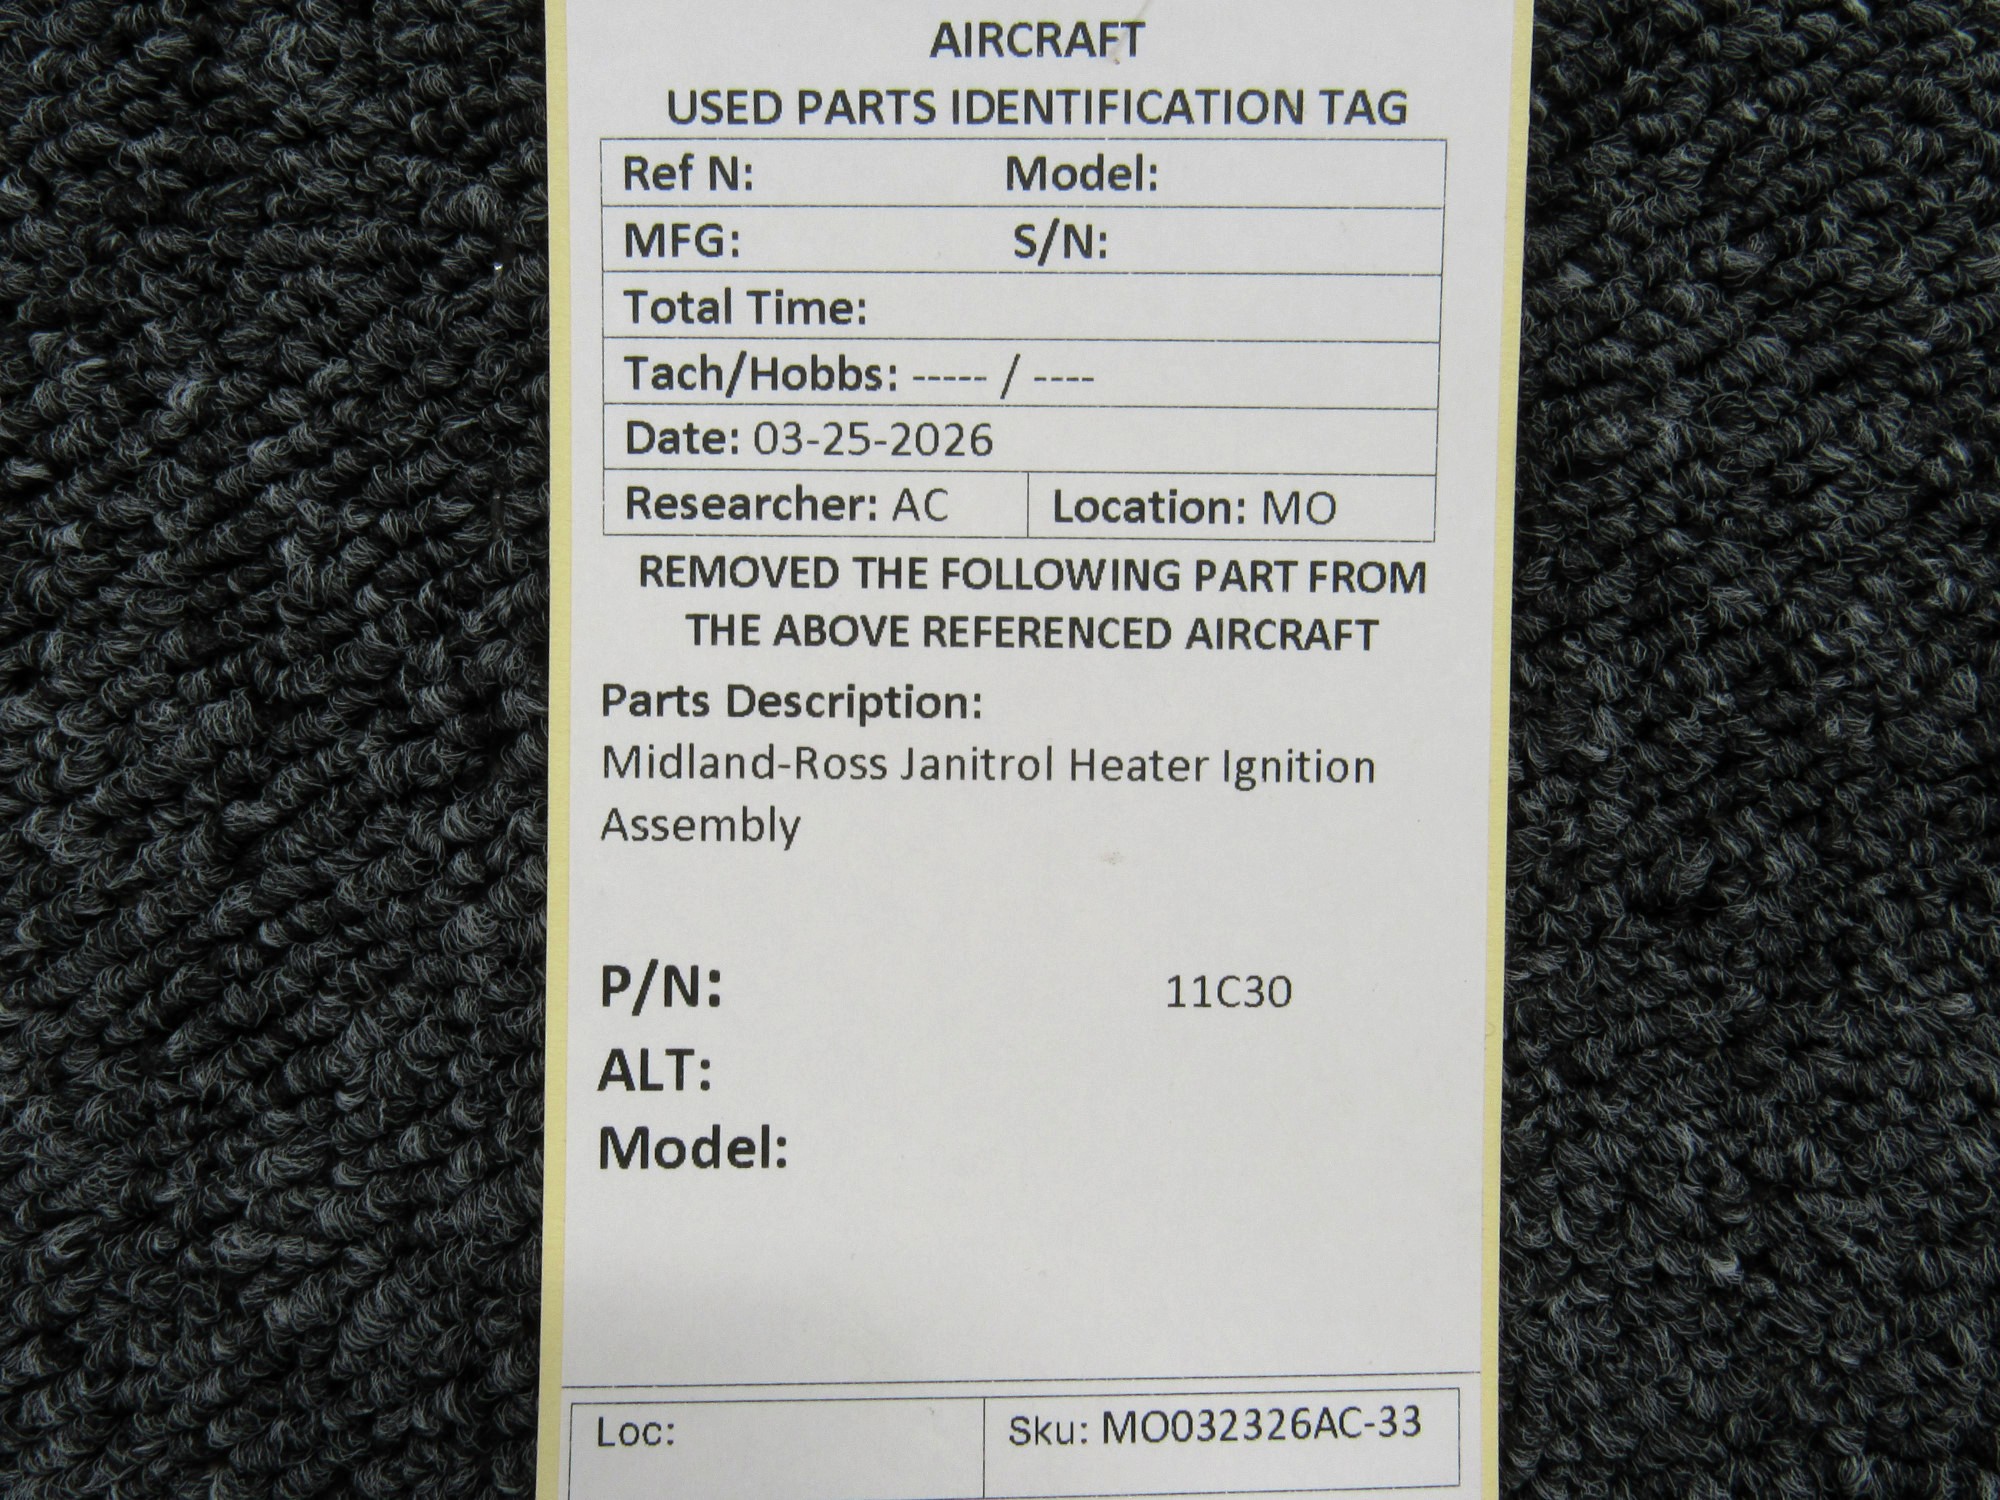 AIRCRAFT
USED PARTS IDENTIFICATION TAG
Ref N: Model:
MFG: S/N:
Total Time:
Tach/Hobbs: ----- / ----
Date: 03-25-2026
Researcher: AC Location: MO
REMOVED THE FOLLOWING PART FROM
THE ABOVE REFERENCED AIRCRAFT
Parts Description:
Midland-Ross Janitrol Heater Ignition
Assembly
P/N: 11C30
ALT:
Model:
Loc: Sku: MO032326AC-33